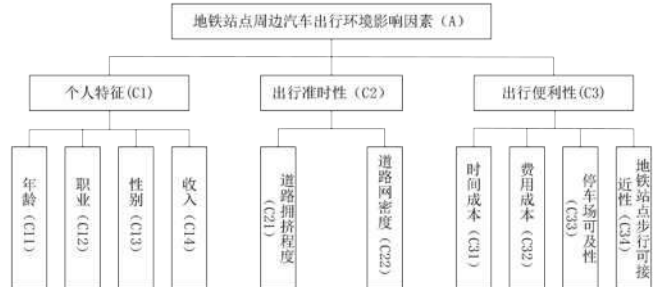 地铁站点周边汽车出行环境影响因素（A）
个人特征(C1)
出行准时性（C2）
出行便利性(C3)
年龄（C11）
职业（C12）
性别（C13）
收入（C14）
道路拥挤程度
（C21）
道路网密度（C22）
时间成本（C31）
费用成本（C32）
停车场可及性
（C33）
地铁站点步行可接
近性（C34）